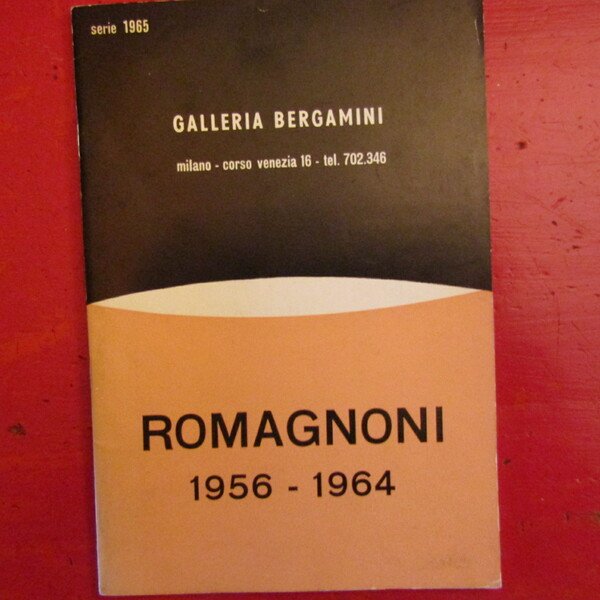 serie 1965
GALLERIA BERGAMINI
milano - corso venezia 16 - tel. 702.346
ROMAGNONI
1956 - 1964